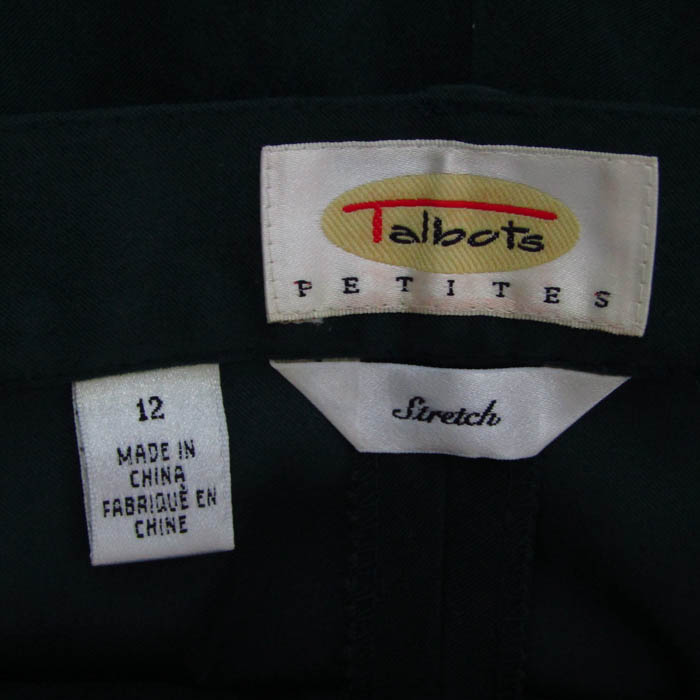 Talbots
PETITES
Stretch
12
MADE IN
CHINA
FABRIQUÈ EN
CHINE